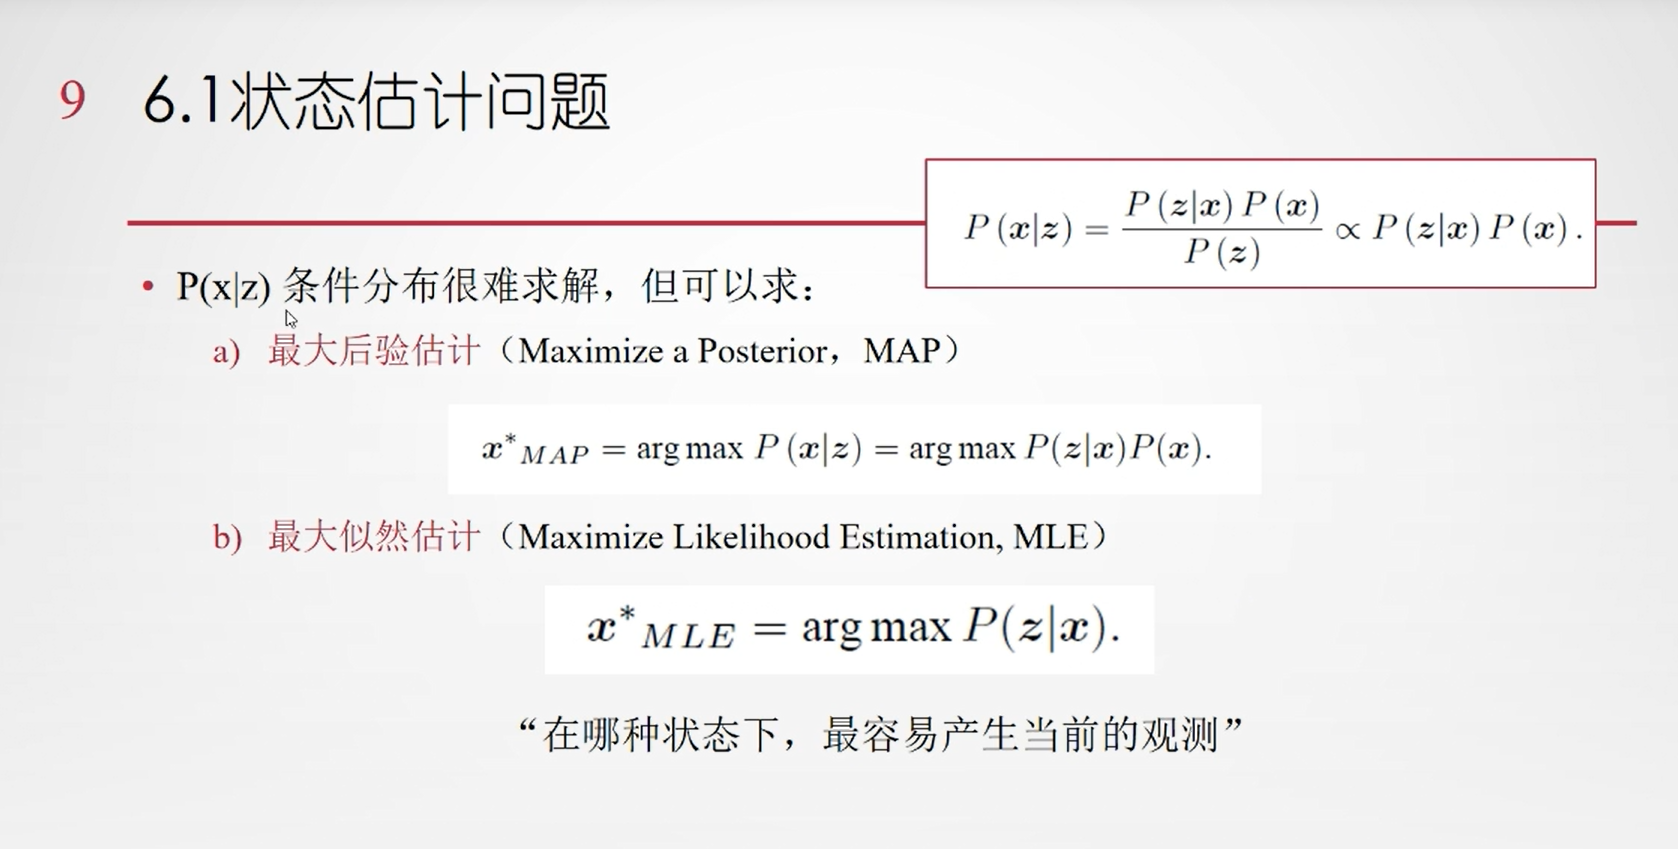 9 6.1状态估计问题
P(x|z) = P(z|x) P(x) / P(z) ∝ P(z|x) P(x).
• P(x|z) 条件分布很难求解，但可以求：
a) 最大后验估计（Maximize a Posterior，MAP）
x*MAP = arg max P(x|z) = arg max P(z|x)P(x).
b) 最大似然估计（Maximize Likelihood Estimation, MLE）
x*MLE = arg max P(z|x).
“在哪种状态下，最容易产生当前的观测”